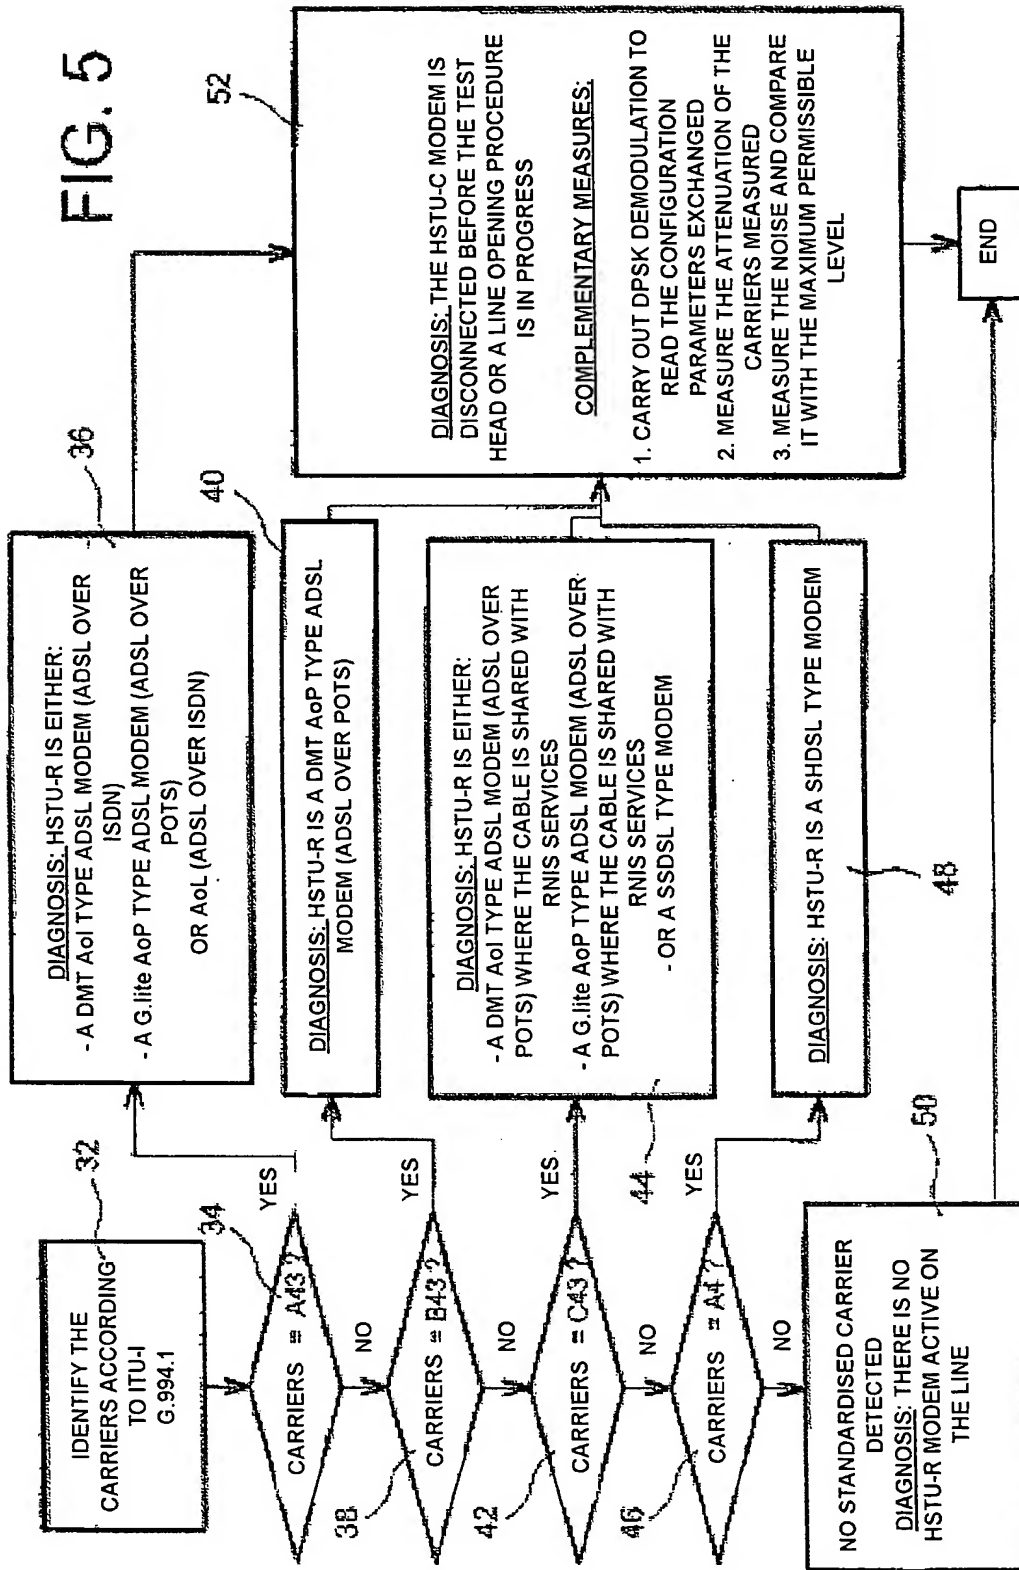 FIG. 5
IDENTIFY THE
CARRIERS ACCORDING
TO ITU-I
G.994.1
32
34
CARRIERS = A43 ?
YES
NO
36
DIAGNOSIS: HSTU-R IS EITHER:
- A DMT AoI TYPE ADSL MODEM (ADSL OVER
ISDN)
- A G.lite AoP TYPE ADSL MODEM (ADSL OVER
POTS)
OR AoL (ADSL OVER ISDN)
38
CARRIERS = B43 ?
YES
NO
40
DIAGNOSIS: HSTU-R IS A DMT AoP TYPE ADSL
MODEM (ADSL OVER POTS)
42
CARRIERS = C43 ?
YES
NO
44
DIAGNOSIS: HSTU-R IS EITHER:
- A DMT AoI TYPE ADSL MODEM (ADSL OVER
POTS) WHERE THE CABLE IS SHARED WITH
RNIS SERVICES
- A G.lite AoP TYPE ADSL MODEM (ADSL OVER
POTS) WHERE THE CABLE IS SHARED WITH
RNIS SERVICES
- OR A SSDSL TYPE MODEM
46
CARRIERS = A4 ?
YES
NO
48
DIAGNOSIS: HSTU-R IS A SHDSL TYPE MODEM
50
NO STANDARDISED CARRIER
DETECTED
DIAGNOSIS: THERE IS NO
HSTU-R MODEM ACTIVE ON
THE LINE
52
DIAGNOSIS: THE HSTU-C MODEM IS
DISCONNECTED BEFORE THE TEST
HEAD OR A LINE OPENING PROCEDURE
IS IN PROGRESS
COMPLEMENTARY MEASURES:
1. CARRY OUT DPSK DEMODULATION TO
READ THE CONFIGURATION
PARAMETERS EXCHANGED
2. MEASURE THE ATTENUATION OF THE
CARRIERS MEASURED
3. MEASURE THE NOISE AND COMPARE
IT WITH THE MAXIMUM PERMISSIBLE
LEVEL
END